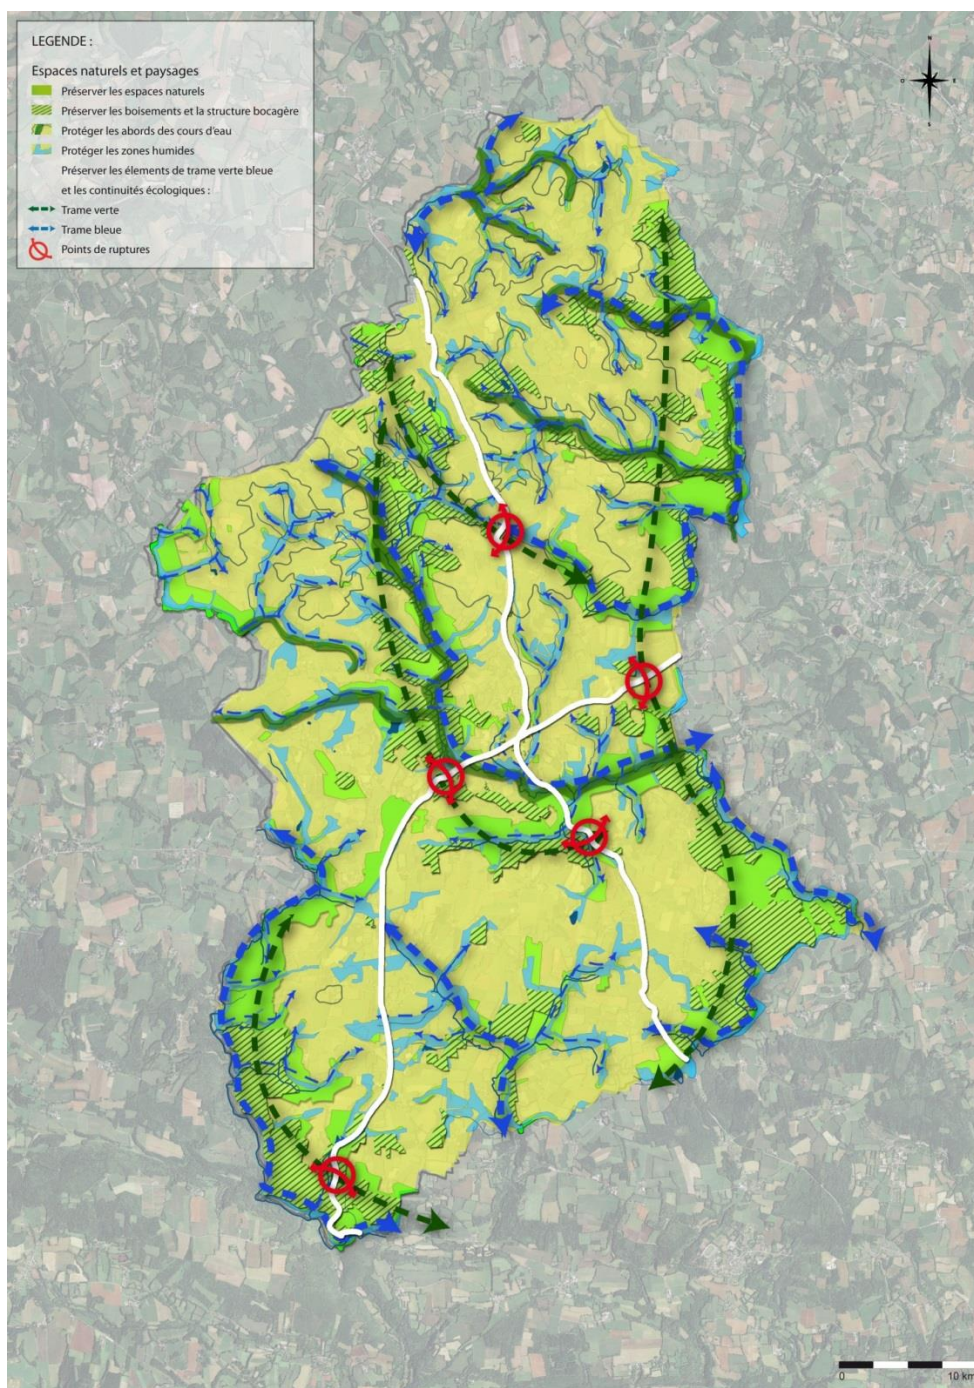 LEGENDE :
Espaces naturels et paysages
Préserver les espaces naturels
Préserver les boisements et la structure bocagère
Protéger les abords des cours d'eau
Protéger les zones humides
Préserver les élements de trame verte bleue
et les continuités écologiques :
Trame verte
Trame bleue
Points de ruptures
N
O E
S
0 10 km